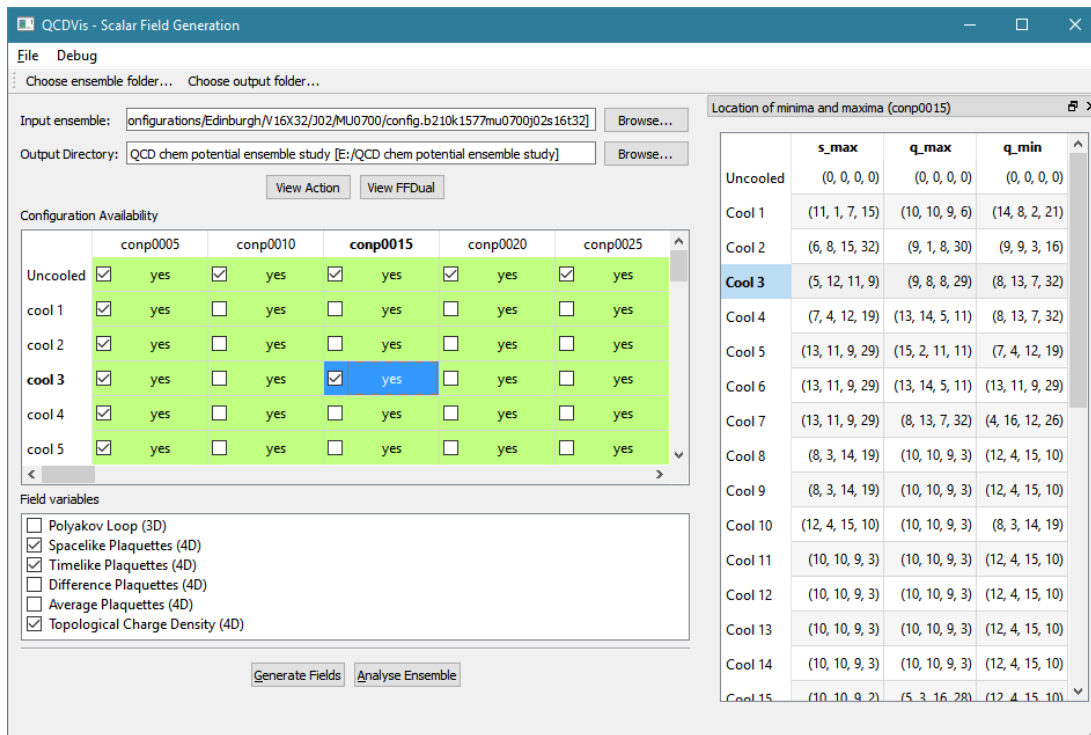 QCDVis - Scalar Field Generation
File Debug
Choose ensemble folder... Choose output folder...
Input ensemble: onfigurations/Edinburgh/V16X32/J02/MU0700/config.b210k1577mu0700j02s16t32] Browse...
Output Directory: QCD chem potential ensemble study [E:/QCD chem potential ensemble study] Browse...
View Action View FFDual
Configuration Availability
conp0005 conp0010 conp0015 conp0020 conp0025
Uncooled yes yes yes yes yes
cool 1 yes yes yes yes yes
cool 2 yes yes yes yes yes
cool 3 yes yes yes yes yes
cool 4 yes yes yes yes yes
cool 5 yes yes yes yes yes
Field variables
Polyakov Loop (3D)
Spacelike Plaquettes (4D)
Timelike Plaquettes (4D)
Difference Plaquettes (4D)
Average Plaquettes (4D)
Topological Charge Density (4D)
Generate Fields Analyse Ensemble
Location of minima and maxima (conp0015)
s_max q_max q_min
Uncooled (0, 0, 0, 0) (0, 0, 0, 0) (0, 0, 0, 0)
Cool 1 (11, 1, 7, 15) (10, 10, 9, 6) (14, 8, 2, 21)
Cool 2 (6, 8, 15, 32) (9, 1, 8, 30) (9, 9, 3, 16)
Cool 3 (5, 12, 11, 9) (9, 8, 8, 29) (8, 13, 7, 32)
Cool 4 (7, 4, 12, 19) (13, 14, 5, 11) (8, 13, 7, 32)
Cool 5 (13, 11, 9, 29) (15, 2, 11, 11) (7, 4, 12, 19)
Cool 6 (13, 11, 9, 29) (13, 14, 5, 11) (13, 11, 9, 29)
Cool 7 (13, 11, 9, 29) (8, 13, 7, 32) (4, 16, 12, 26)
Cool 8 (8, 3, 14, 19) (10, 10, 9, 3) (12, 4, 15, 10)
Cool 9 (8, 3, 14, 19) (10, 10, 9, 3) (12, 4, 15, 10)
Cool 10 (12, 4, 15, 10) (10, 10, 9, 3) (8, 3, 14, 19)
Cool 11 (10, 10, 9, 3) (10, 10, 9, 3) (12, 4, 15, 10)
Cool 12 (10, 10, 9, 3) (10, 10, 9, 3) (12, 4, 15, 10)
Cool 13 (10, 10, 9, 3) (10, 10, 9, 3) (12, 4, 15, 10)
Cool 14 (10, 10, 9, 3) (10, 10, 9, 3) (12, 4, 15, 10)
Cool 15 (10, 10, 9, 2) (5, 3, 16, 28) (12, 4, 15, 10)